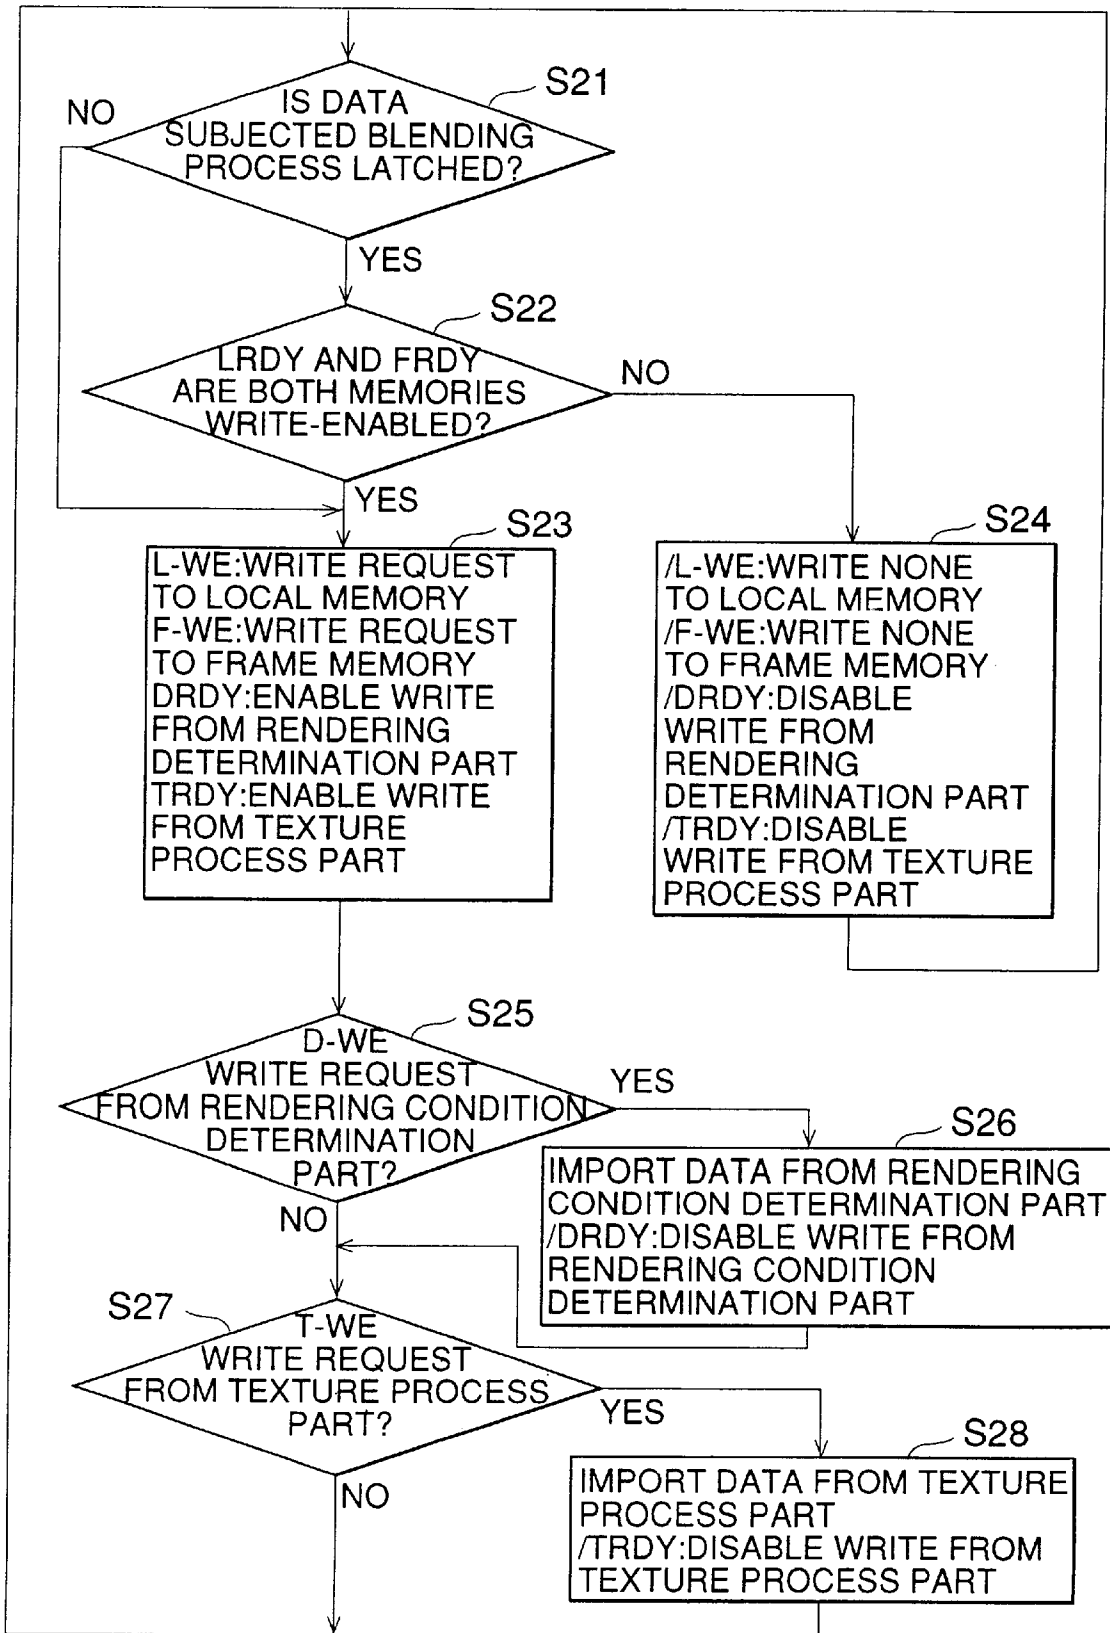 S21
NO
IS DATA
SUBJECTED BLENDING
PROCESS LATCHED?
YES
S22
LRDY AND FRDY
ARE BOTH MEMORIES
WRITE-ENABLED?
NO
YES
S23
L-WE:WRITE REQUEST
TO LOCAL MEMORY
F-WE:WRITE REQUEST
TO FRAME MEMORY
DRDY:ENABLE WRITE
FROM RENDERING
DETERMINATION PART
TRDY:ENABLE WRITE
FROM TEXTURE
PROCESS PART
S24
/L-WE:WRITE NONE
TO LOCAL MEMORY
/F-WE:WRITE NONE
TO FRAME MEMORY
/DRDY:DISABLE
WRITE FROM
RENDERING
DETERMINATION PART
/TRDY:DISABLE
WRITE FROM TEXTURE
PROCESS PART
S25
D-WE
WRITE REQUEST
FROM RENDERING CONDITION
DETERMINATION
PART?
YES
NO
S26
IMPORT DATA FROM RENDERING
CONDITION DETERMINATION PART
/DRDY:DISABLE WRITE FROM
RENDERING CONDITION
DETERMINATION PART
S27
T-WE
WRITE REQUEST
FROM TEXTURE PROCESS
PART?
YES
NO
S28
IMPORT DATA FROM TEXTURE
PROCESS PART
/TRDY:DISABLE WRITE FROM
TEXTURE PROCESS PART